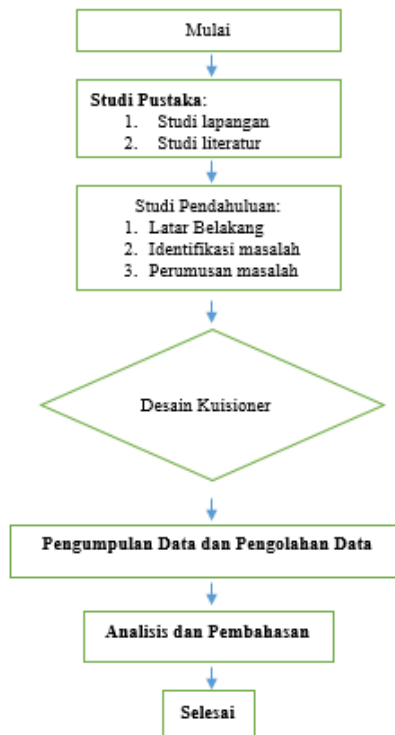 Mulai
Studi Pustaka:
1. Studi lapangan
2. Studi literatur
Studi Pendahuluan:
1. Latar Belakang
2. Identifikasi masalah
3. Perumusan masalah
Desain Kuisioner
Pengumpulan Data dan Pengolahan Data
Analisis dan Pembahasan
Selesai